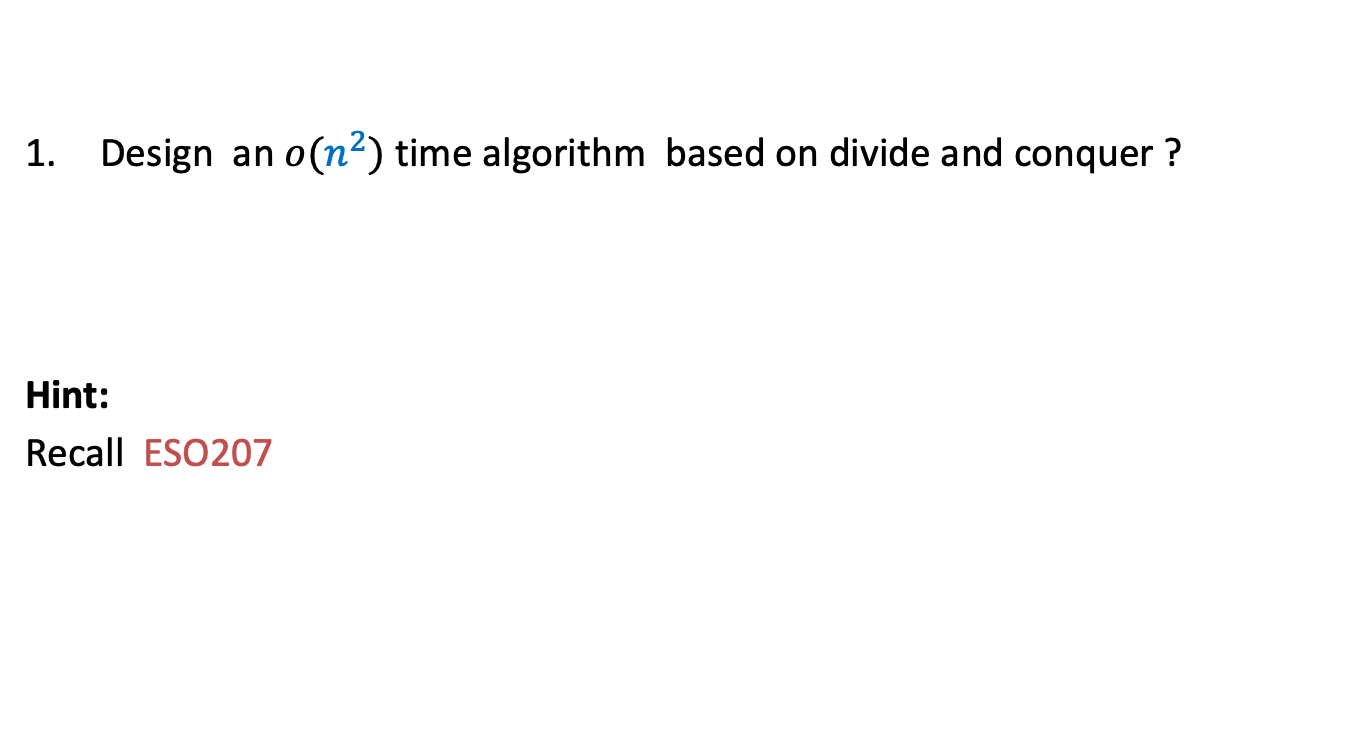 1. Design an o(n²) time algorithm based on divide and conquer ?
Hint:
Recall ESO207